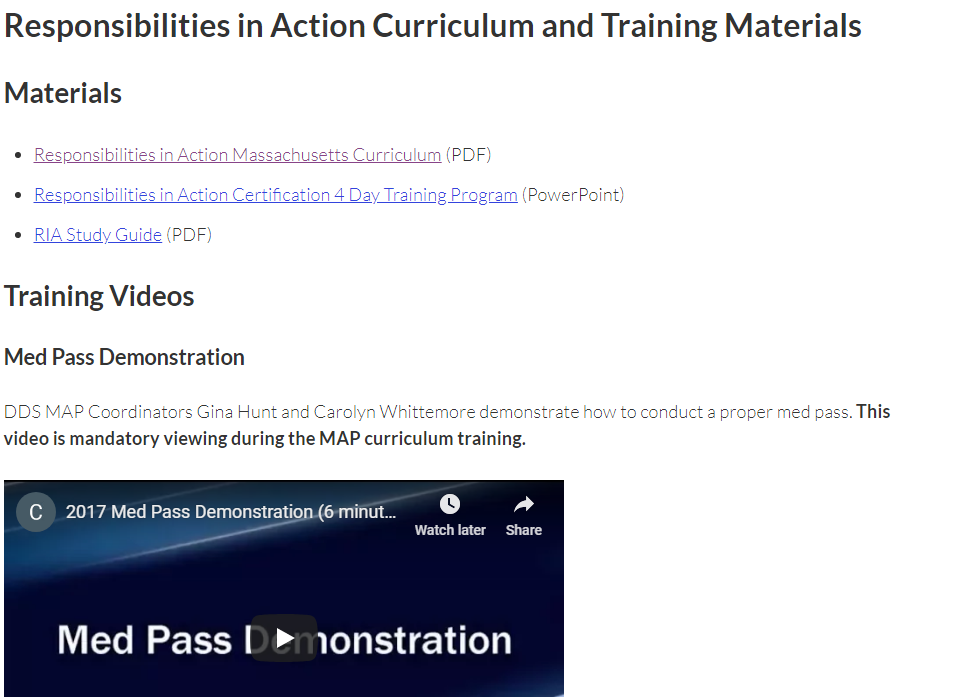 Responsibilities in Action Curriculum and Training Materials
Materials
Responsibilities in Action Massachusetts Curriculum (PDF)
Responsibilities in Action Certification 4 Day Training Program (PowerPoint)
RIA Study Guide (PDF)
Training Videos
Med Pass Demonstration
DDS MAP Coordinators Gina Hunt and Carolyn Whittemore demonstrate how to conduct a proper med pass. This
video is mandatory viewing during the MAP curriculum training.
C 2017 Med Pass Demonstration (6 minut...
Watch later Share
Med Pass Demonstration